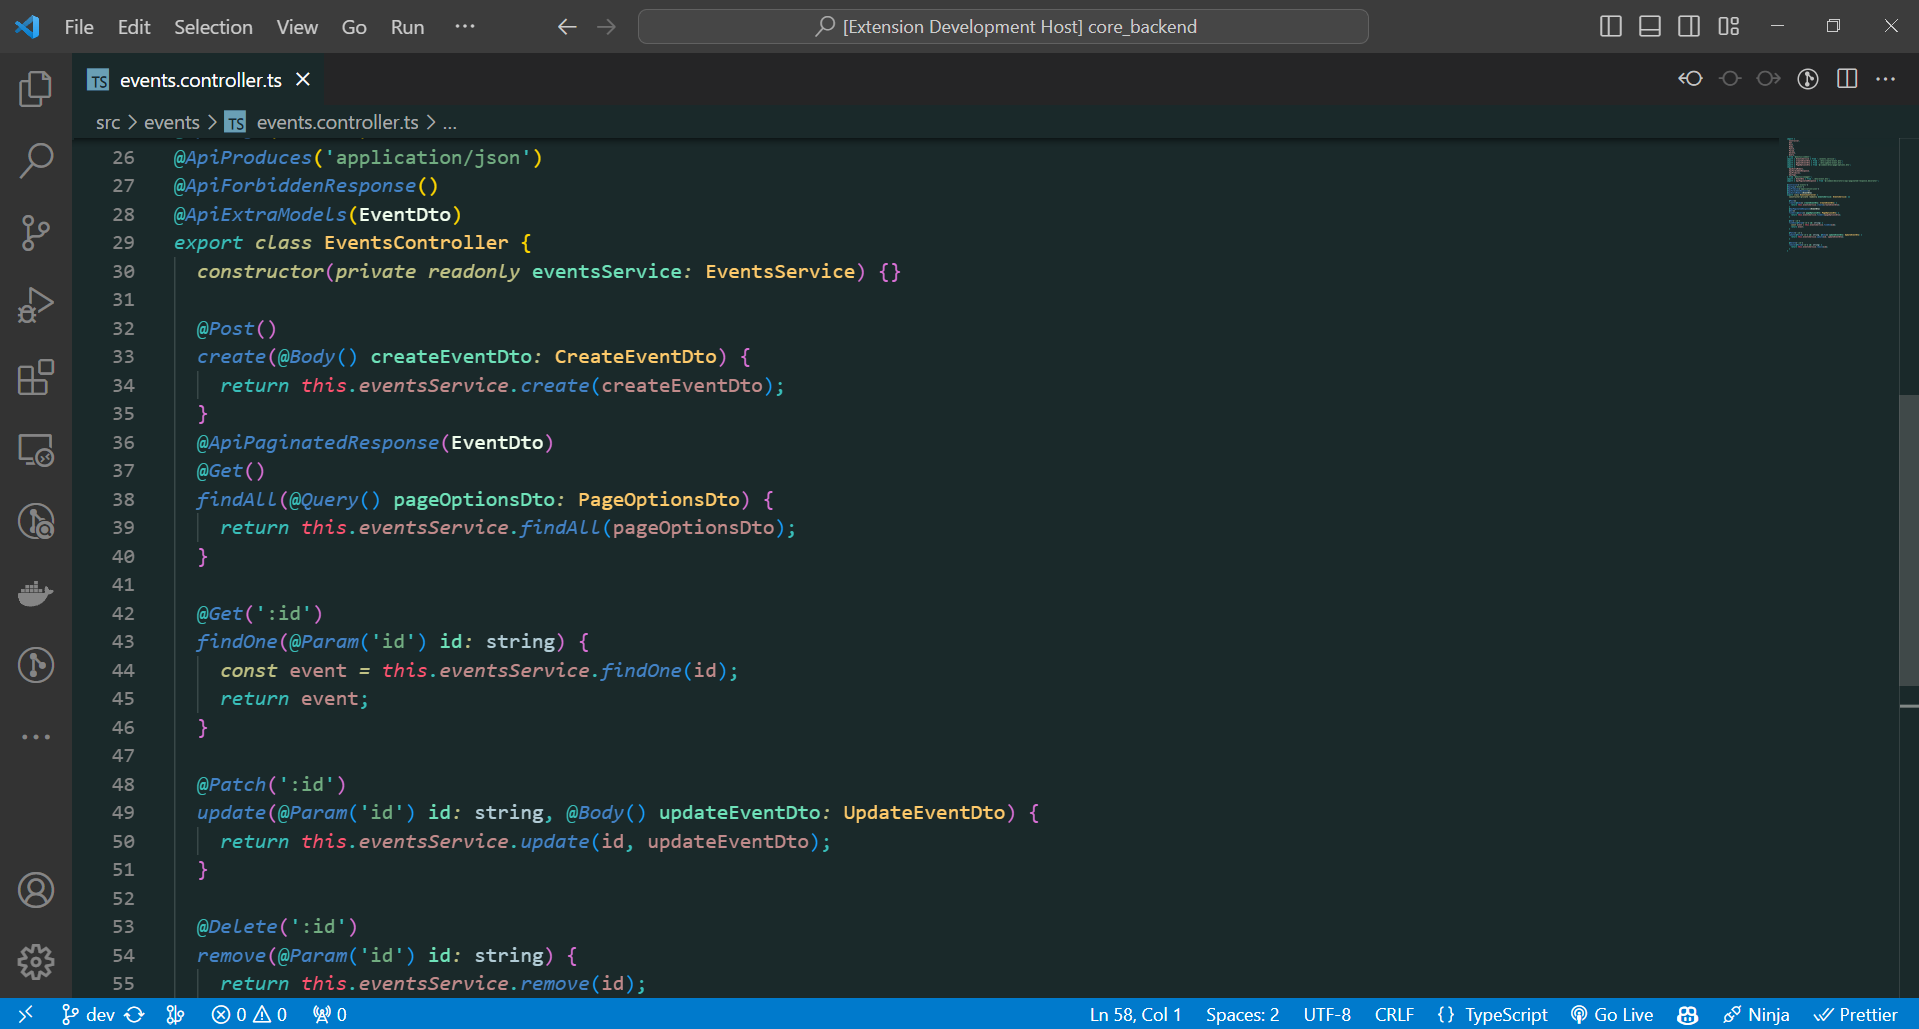 File Edit Selection View Go Run ··· [Extension Development Host] core_backend
TS events.controller.ts
src > events > TS events.controller.ts > ...
26 @ApiProduces('application/json')
27 @ApiForbiddenResponse()
28 @ApiExtraModels(EventDto)
29 export class EventsController {
30 constructor(private readonly eventsService: EventsService) {}
31
32 @Post()
33 create(@Body() createEventDto: CreateEventDto) {
34 return this.eventsService.create(createEventDto);
35 }
36 @ApiPaginatedResponse(EventDto)
37 @Get()
38 findAll(@Query() pageOptionsDto: PageOptionsDto) {
39 return this.eventsService.findAll(pageOptionsDto);
40 }
41
42 @Get(':id')
43 findOne(@Param('id') id: string) {
44 const event = this.eventsService.findOne(id);
45 return event;
46 }
47
48 @Patch(':id')
49 update(@Param('id') id: string, @Body() updateEventDto: UpdateEventDto) {
50 return this.eventsService.update(id, updateEventDto);
51 }
52
53 @Delete(':id')
54 remove(@Param('id') id: string) {
55 return this.eventsService.remove(id);
dev 0 0 0 Ln 58, Col 1 Spaces: 2 UTF-8 CRLF {} TypeScript Go Live Ninja Prettier